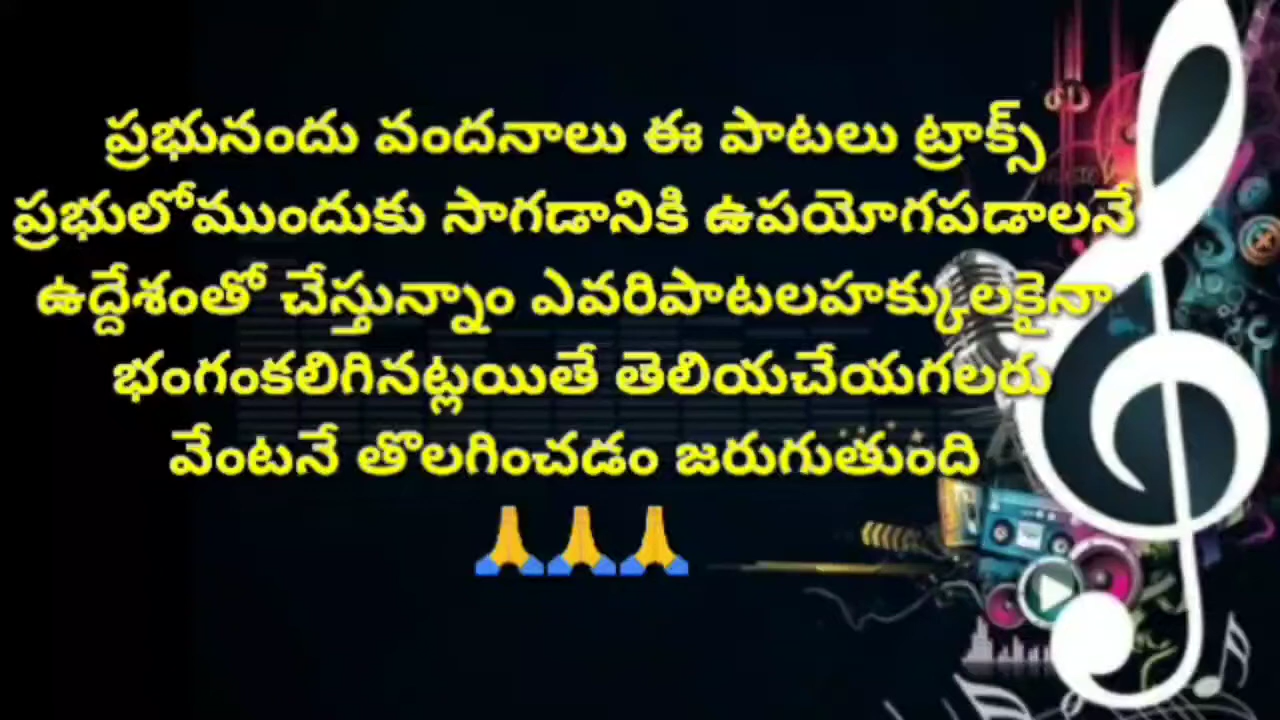 ప్రభునందు వందనాలు ఈ పాటలు ట్రాక్స్
ప్రభులోముందుకు సాగడానికి ఉపయోగపడాలనే
ఉద్దేశంతో చేస్తున్నాం ఎవరిపాటలహక్కులకైనా
భంగంకలిగినట్లయితే తెలియచేయగలరు
వేంటనే తొలగించడం జరుగుతుంది
🙏🙏🙏